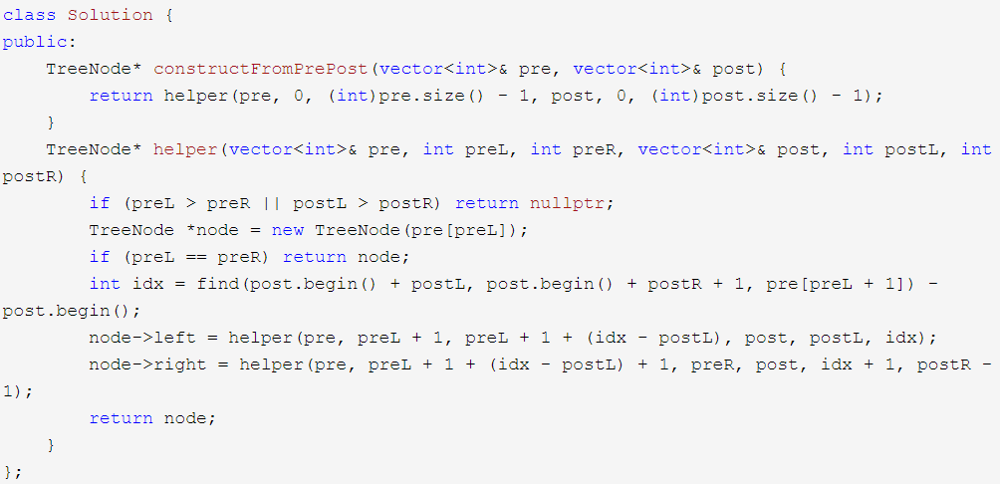 class Solution {
public:
    TreeNode* constructFromPrePost(vector<int>& pre, vector<int>& post) {
        return helper(pre, 0, (int)pre.size() - 1, post, 0, (int)post.size() - 1);
    }
    TreeNode* helper(vector<int>& pre, int preL, int preR, vector<int>& post, int postL, int
postR) {
        if (preL > preR || postL > postR) return nullptr;
        TreeNode *node = new TreeNode(pre[preL]);
        if (preL == preR) return node;
        int idx = find(post.begin() + postL, post.begin() + postR + 1, pre[preL + 1]) -
post.begin();
        node->left = helper(pre, preL + 1, preL + 1 + (idx - postL), post, postL, idx);
        node->right = helper(pre, preL + 1 + (idx - postL) + 1, preR, post, idx + 1, postR -
1);
        return node;
    }
};